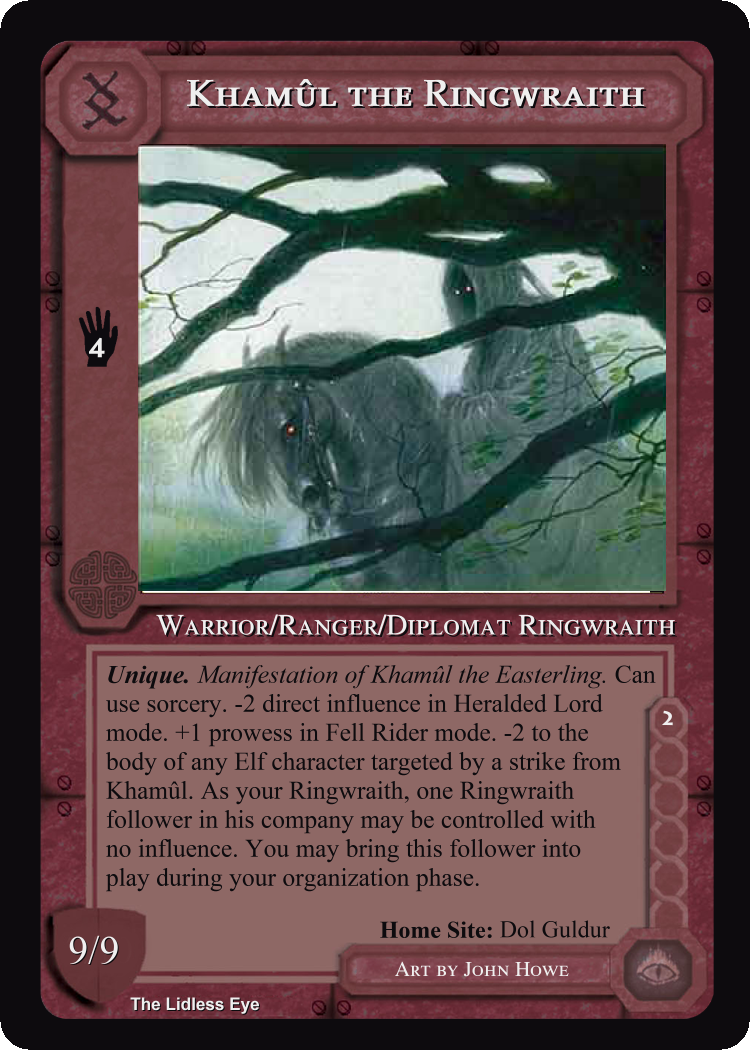 Khamûl the Ringwraith
4
Warrior/Ranger/Diplomat Ringwraith
Unique. Manifestation of Khamûl the Easterling. Can
use sorcery. -2 direct influence in Heralded Lord
mode. +1 prowess in Fell Rider mode. -2 to the
body of any Elf character targeted by a strike from
Khamûl. As your Ringwraith, one Ringwraith
follower in his company may be controlled with
no influence. You may bring this follower into
play during your organization phase.
2
Home Site: Dol Guldur
9/9
Art by John Howe
The Lidless Eye